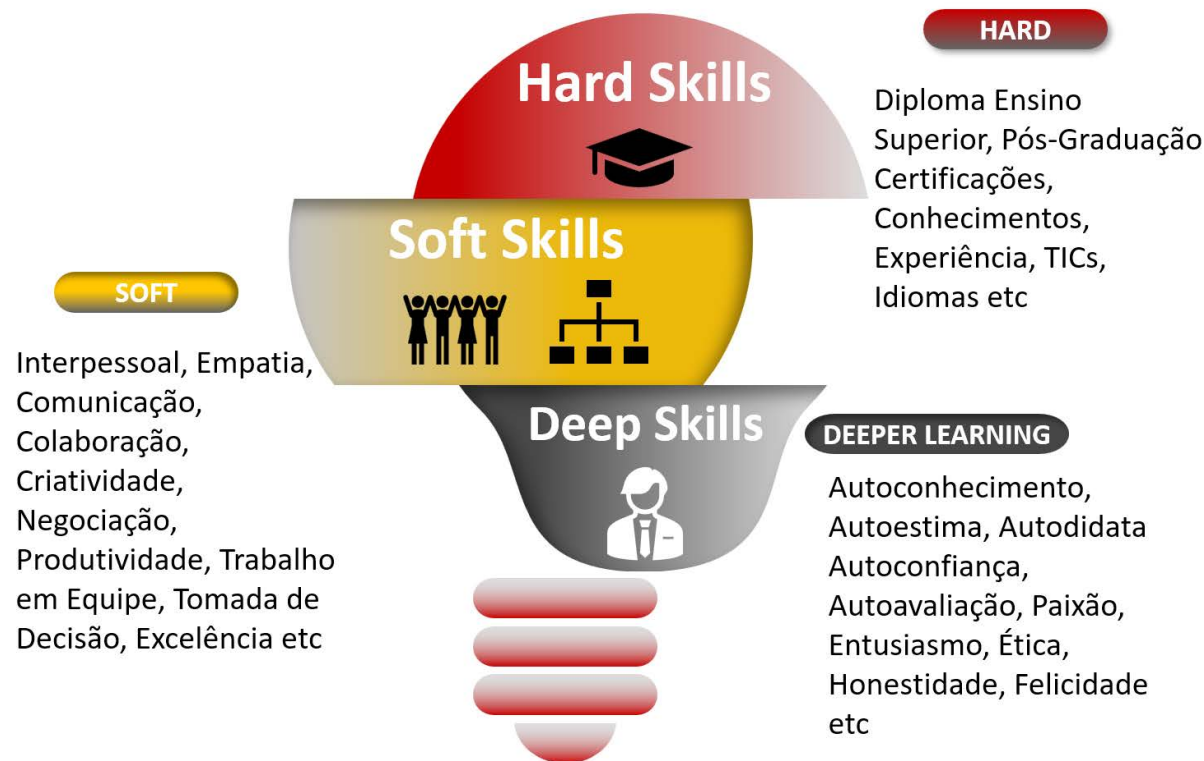 Hard Skills
HARD
Diploma Ensino
Superior, Pós-Graduação
Certificações,
Conhecimentos,
Experiência, TICs,
Idiomas etc
Soft Skills
SOFT
Interpessoal, Empatia,
Comunicação,
Colaboração,
Criatividade,
Negociação,
Produtividade, Trabalho
em Equipe, Tomada de
Decisão, Excelência etc
Deep Skills
DEEPER LEARNING
Autoconhecimento,
Autoestima, Autodidata
Autoconfiança,
Autoavaliação, Paixão,
Entusiasmo, Ética,
Honestidade, Felicidade
etc